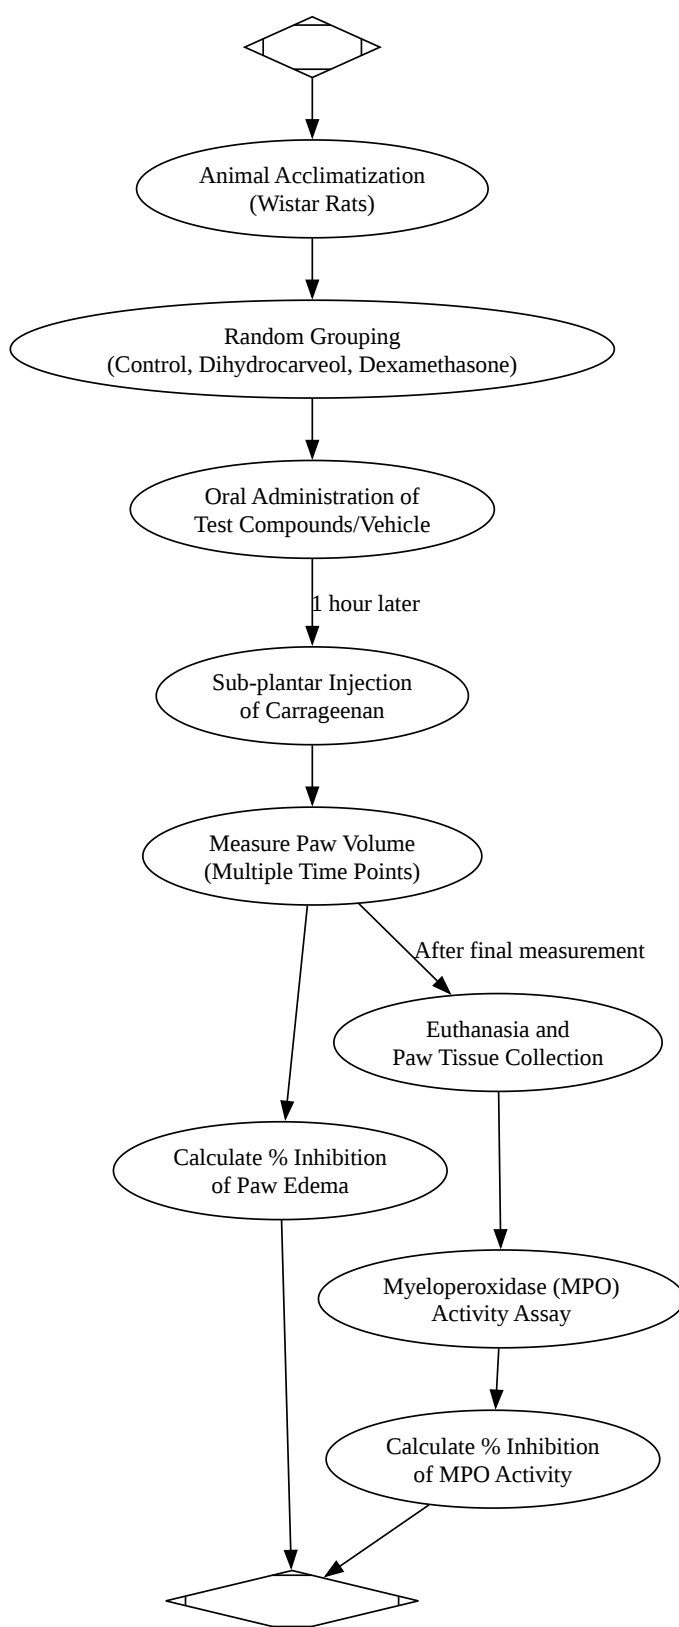 Animal Acclimatization
(Wistar Rats)
Random Grouping
(Control, Dihydrocarveol, Dexamethasone)
Oral Administration of
Test Compounds/Vehicle
1 hour later
Sub-plantar Injection
of Carrageenan
Measure Paw Volume
(Multiple Time Points)
After final measurement
Euthanasia and
Paw Tissue Collection
Calculate % Inhibition
of Paw Edema
Myeloperoxidase (MPO)
Activity Assay
Calculate % Inhibition
of MPO Activity